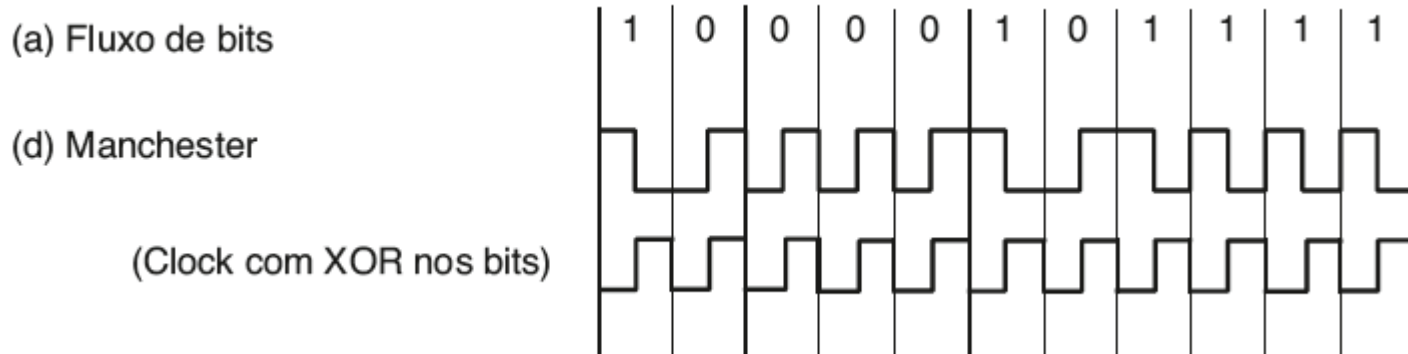 (a) Fluxo de bits 1 0 0 0 0 1 0 1 1 1 1
(d) Manchester
(Clock com XOR nos bits)